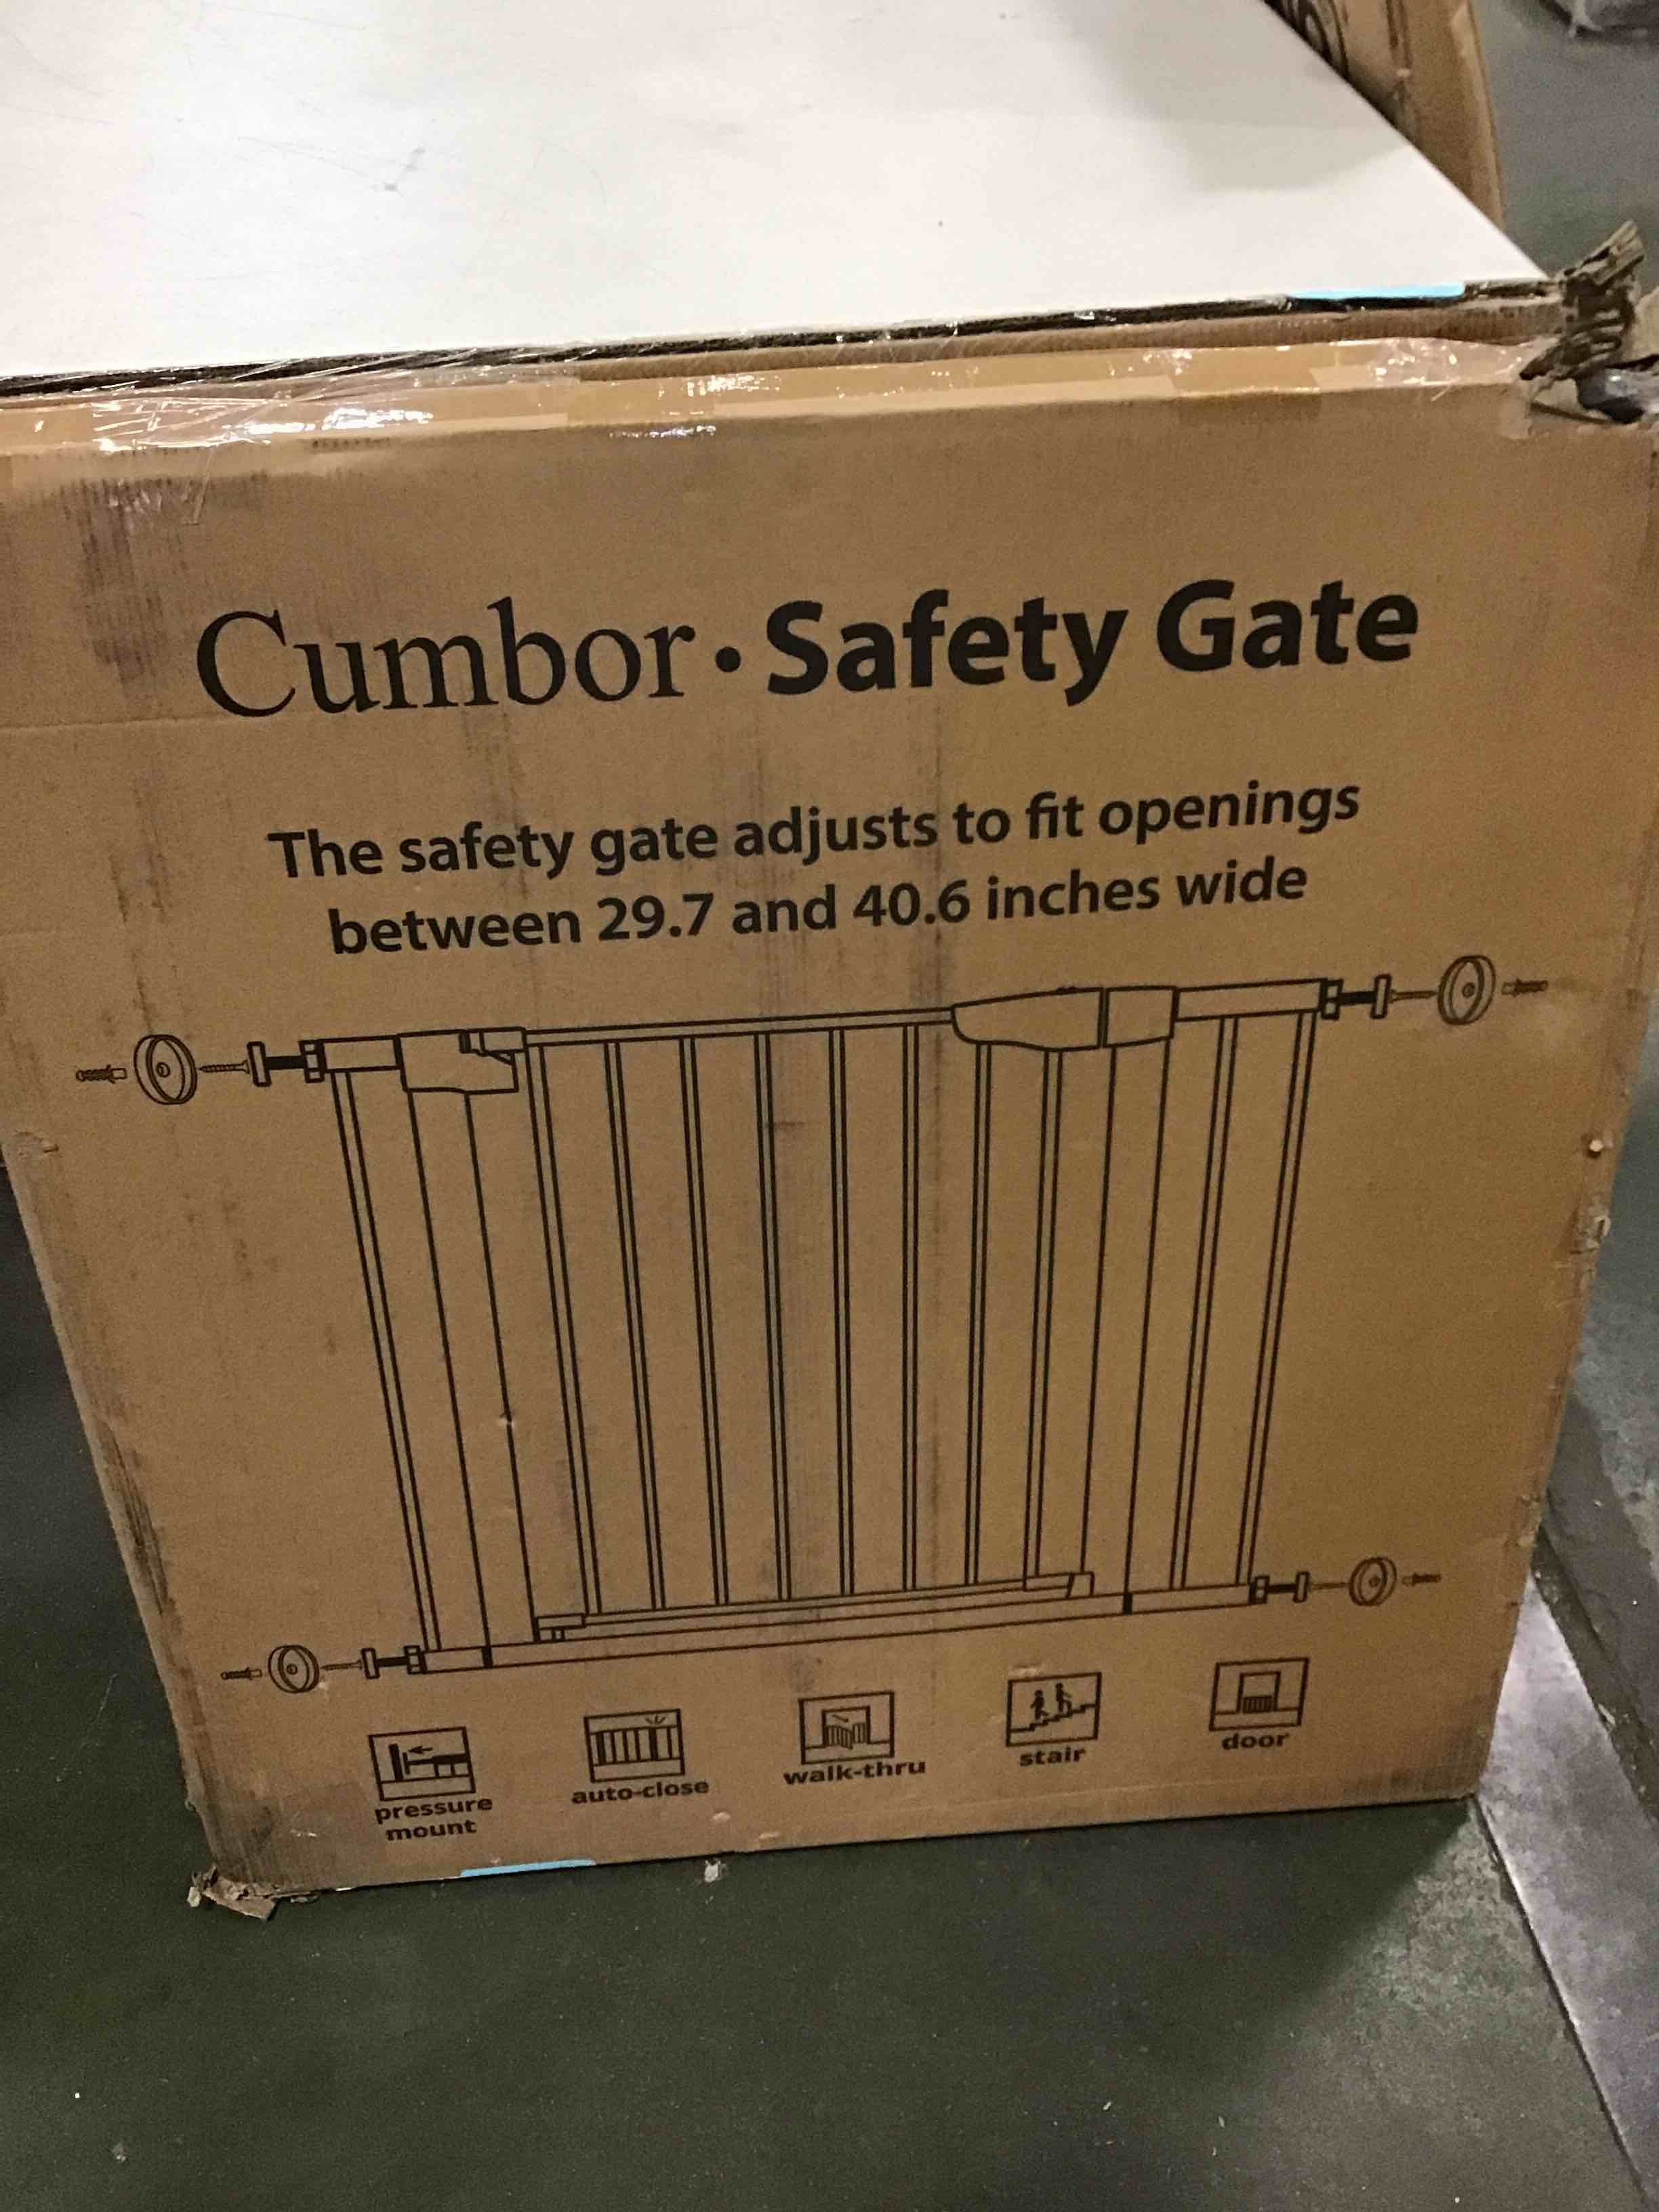 Cumbor · Safety Gate
The safety gate adjusts to fit openings
between 29.7 and 40.6 inches wide
pressure
mount
auto-close
walk-thru
stair
door